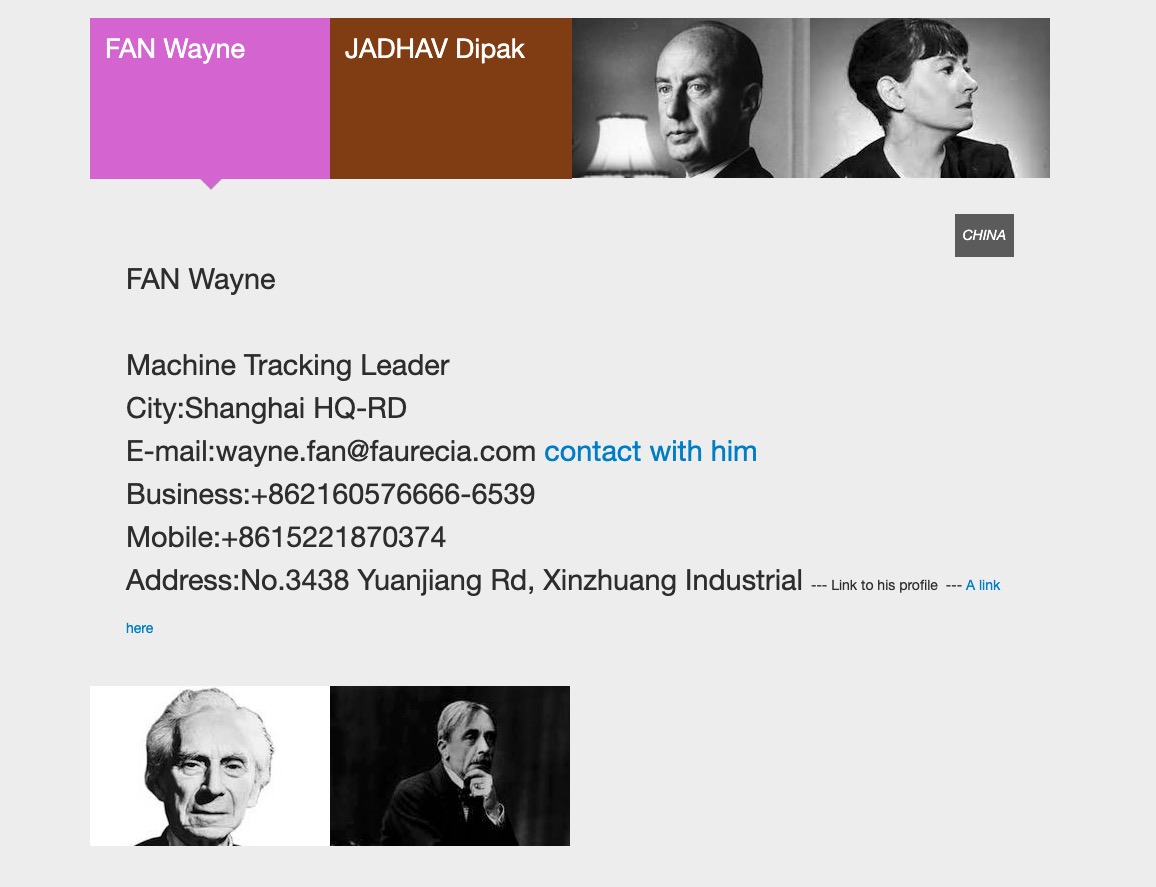 FAN Wayne
JADHAV Dipak
CHINA
FAN Wayne
Machine Tracking Leader
City:Shanghai HQ-RD
E-mail:wayne.fan@faurecia.com contact with him
Business:+862160576666-6539
Mobile:+8615221870374
Address:No.3438 Yuanjiang Rd, Xinzhuang Industrial --- Link to his profile --- A link
here